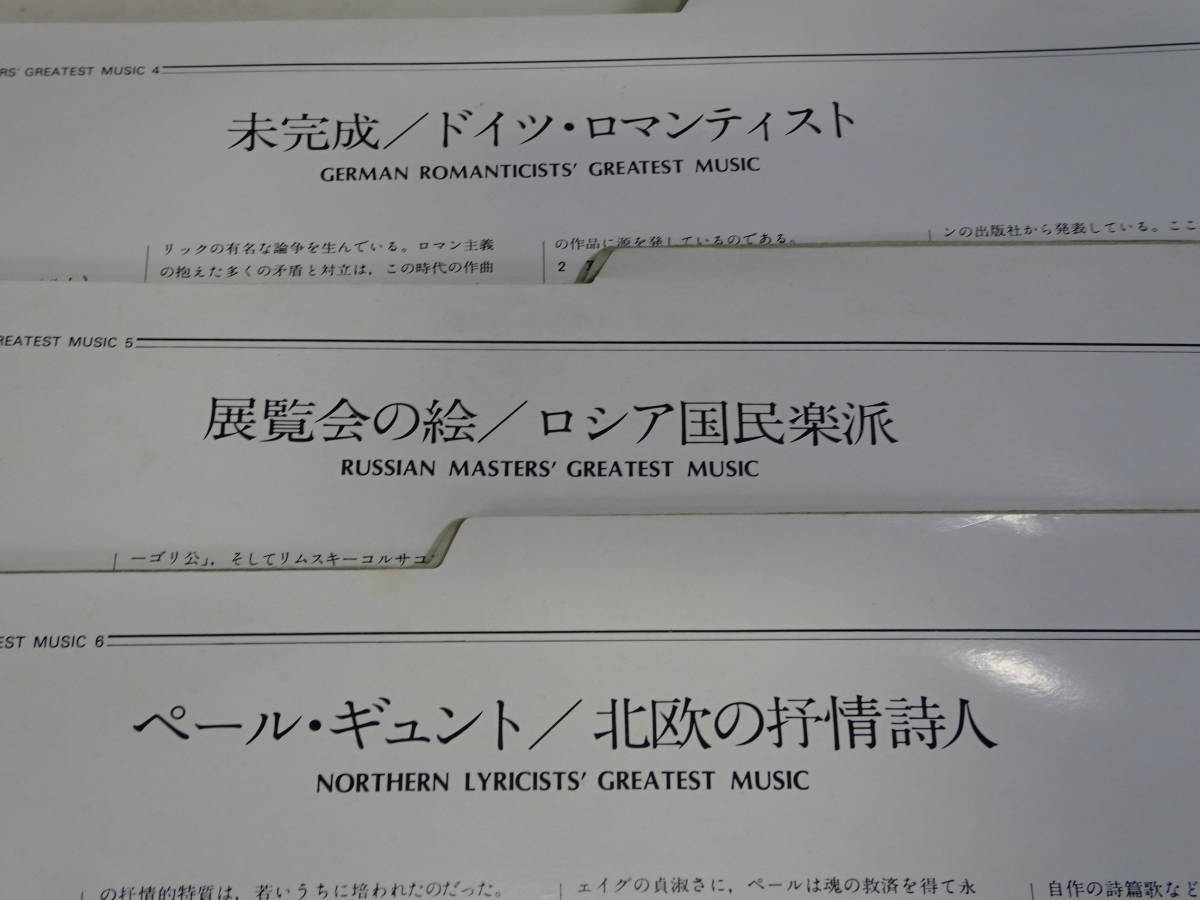 RS' GREATEST MUSIC 4
未完成／ドイツ・ロマンティスト
GERMAN ROMANTICISTS' GREATEST MUSIC
リックの有名な論争を生んでいる。ロマン主義
の抱えた多くの矛盾と対立は，この時代の作曲
の作品に源を発しているのである。
2 7
ンの出版社から発表している。ここ
REATEST MUSIC 5
展覧会の絵／ロシア国民楽派
RUSSIAN MASTERS' GREATEST MUSIC
ーゴリ公」，そしてリムスキーコルサコ
EST MUSIC 6
ペール・ギュント／北欧の抒情詩人
NORTHERN LYRICISTS' GREATEST MUSIC
の抒情的特質は，若いうちに培われたのだった。
ェイグの貞淑さに，ペールは魂の救済を得て永
自作の詩篇歌など